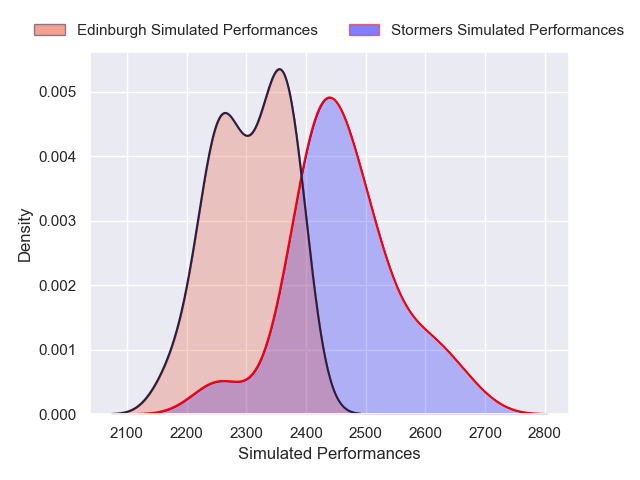 Edinburgh Simulated Performances
Stormers Simulated Performances
0.005
0.004
0.003
0.002
0.001
0.000
Density
2100 2200 2300 2400 2500 2600 2700 2800
Simulated Performances